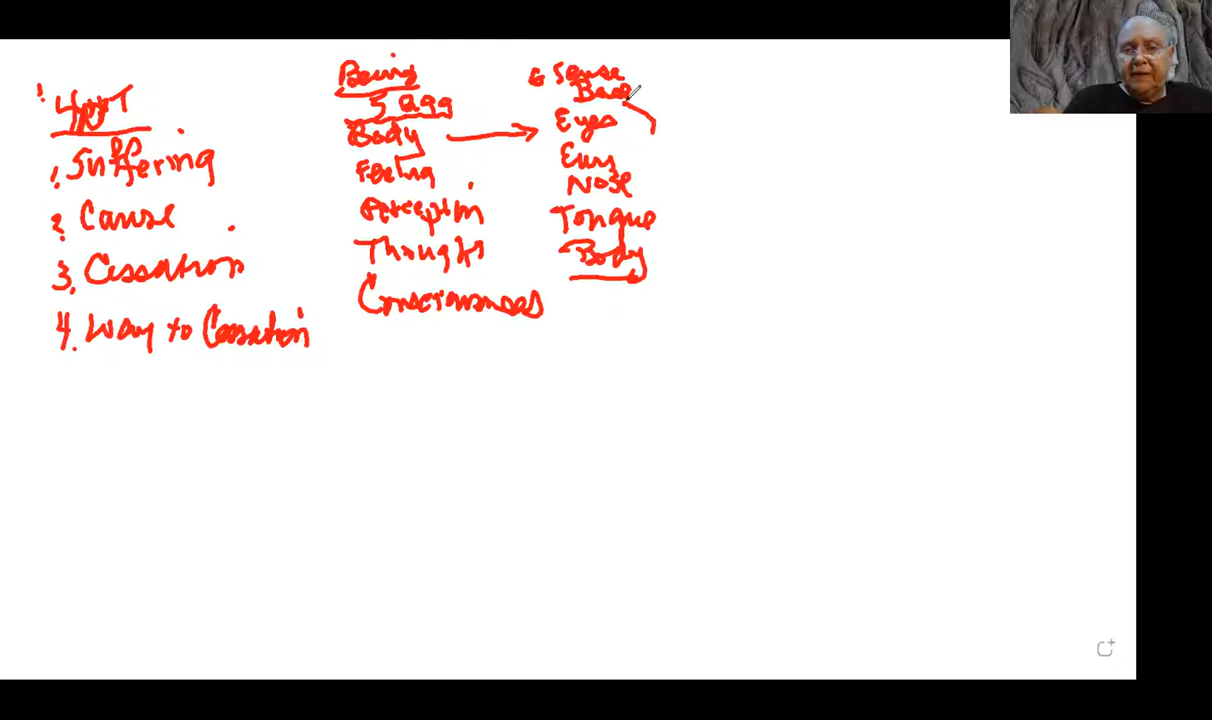 4NT
1. Suffering
2. Cause
3. Cessation
4. Way to Cessation
Being
5 agg
Body
Feeling
Perception
Thought
Consciousness
6 Sense
Base
Eyes
Ears
Nose
Tongue
Body